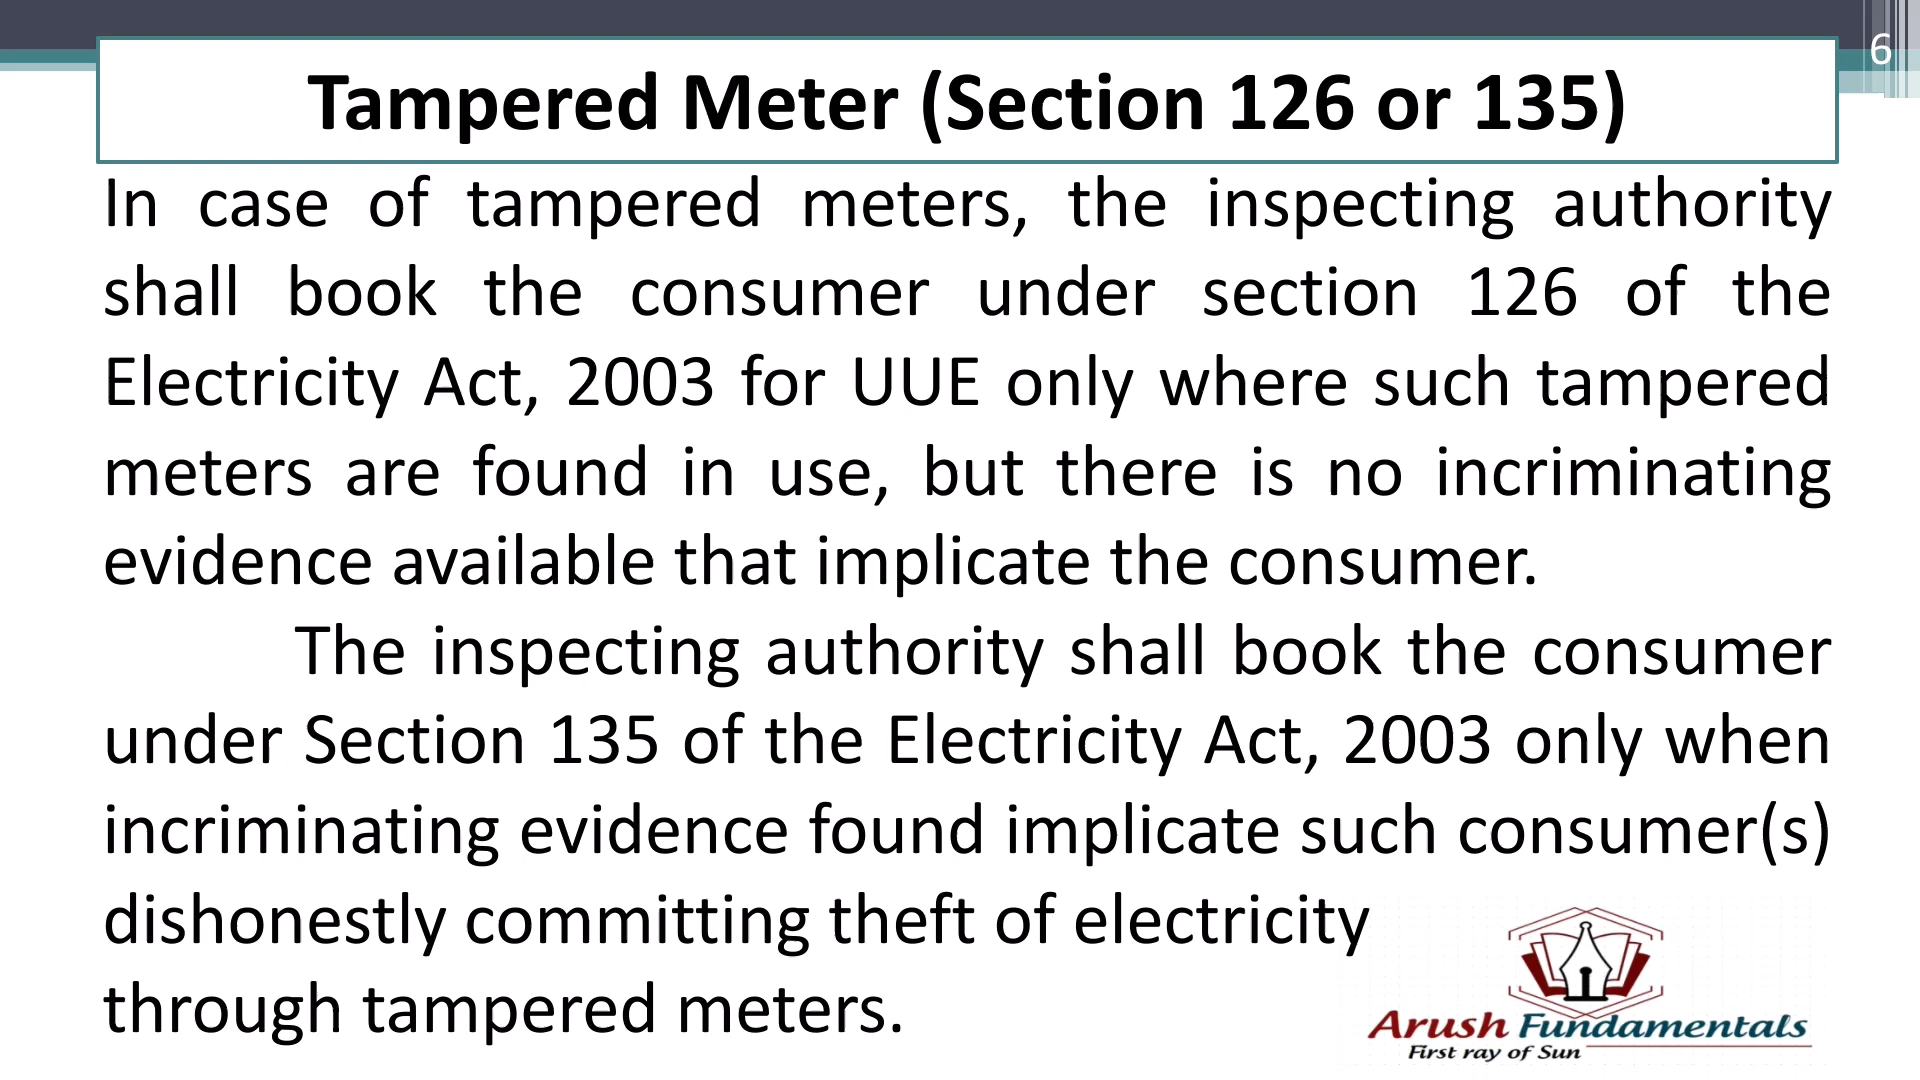 6
Tampered Meter (Section 126 or 135)
In case of tampered meters, the inspecting authority
shall book the consumer under section 126 of the
Electricity Act, 2003 for UUE only where such tampered
meters are found in use, but there is no incriminating
evidence available that implicate the consumer.
The inspecting authority shall book the consumer
under Section 135 of the Electricity Act, 2003 only when
incriminating evidence found implicate such consumer(s)
dishonestly committing theft of electricity
through tampered meters.
Arush Fundamentals
First ray of Sun